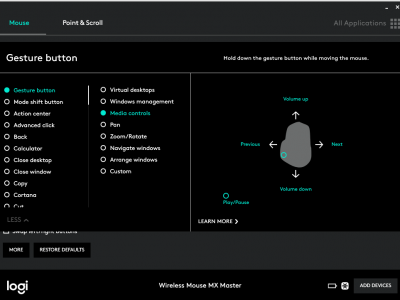 Mouse
Point & Scroll
All Applications
Gesture button
Hold down the gesture button while moving the mouse.
Gesture button
Mode shift button
Action center
Advanced click
Back
Calculator
Close desktop
Close window
Copy
Cortana
Cut
LESS
Virtual desktops
Windows management
Media controls
Pan
Zoom/Rotate
Navigate windows
Arrange windows
Custom
Volume up
Previous
Next
Volume down
Play/Pause
LEARN MORE
Swap left/right buttons
MORE
RESTORE DEFAULTS
logi
Wireless Mouse MX Master
ADD DEVICES